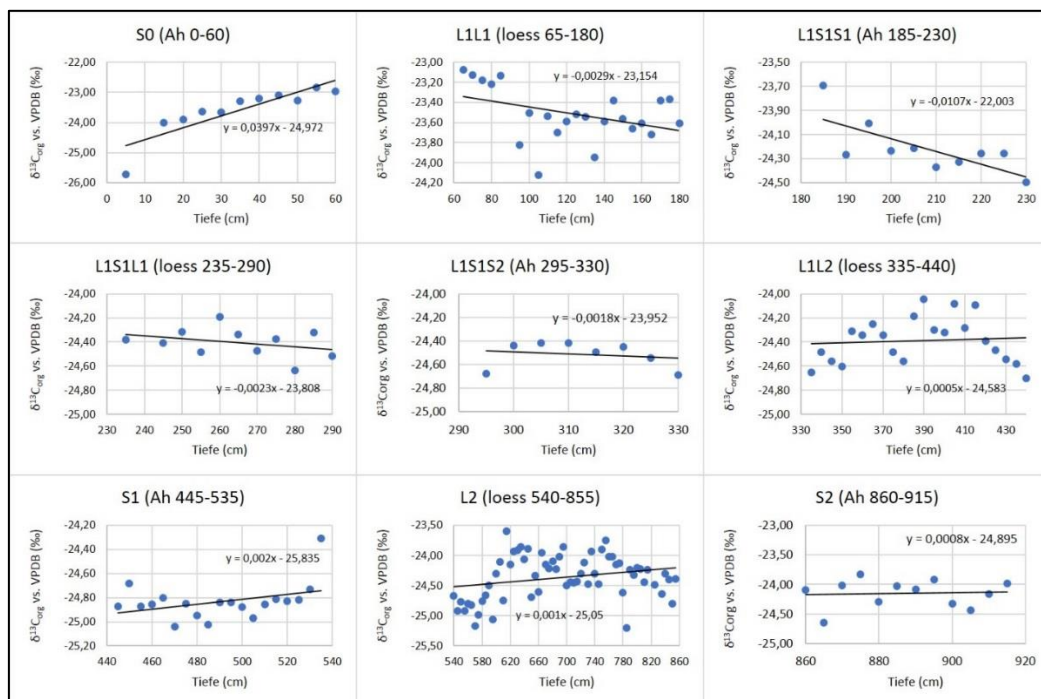 S0 (Ah 0-60)
δ¹³Corg vs. VPDB (‰)
-22,00
-23,00
-24,00
-25,00
-26,00
y = 0,0397x - 24,972
0 10 20 30 40 50 60
Tiefe (cm)
L1L1 (loess 65-180)
δ¹³Corg vs. VPDB (‰)
-23,00
-23,20
-23,40
-23,60
-23,80
-24,00
-24,20
y = -0,0029x - 23,154
60 80 100 120 140 160 180
Tiefe (cm)
L1S1S1 (Ah 185-230)
δ¹³Corg vs. VPDB (‰)
-23,50
-23,70
-23,90
-24,10
-24,30
-24,50
y = -0,0107x - 22,003
180 190 200 210 220 230
Tiefe (cm)
L1S1L1 (loess 235-290)
δ¹³Corg vs. VPDB (‰)
-24,00
-24,20
-24,40
-24,60
-24,80
-25,00
y = -0,0023x - 23,808
230 240 250 260 270 280 290
Tiefe (cm)
L1S1S2 (Ah 295-330)
δ¹³Corg vs. VPDB (‰)
-24,00
-24,20
-24,40
-24,60
-24,80
-25,00
y = -0,0018x - 23,952
290 300 310 320 330
Tiefe (cm)
L1L2 (loess 335-440)
δ¹³Corg vs. VPDB (‰)
-24,00
-24,20
-24,40
-24,60
-24,80
-25,00
y = 0,0005x - 24,583
330 350 370 390 410 430
Tiefe (cm)
S1 (Ah 445-535)
δ¹³Corg vs. VPDB (‰)
-24,20
-24,40
-24,60
-24,80
-25,00
-25,20
y = 0,002x - 25,835
440 460 480 500 520 540
Tiefe (cm)
L2 (loess 540-855)
δ¹³Corg vs. VPDB (‰)
-23,50
-24,00
-24,50
-25,00
-25,50
y = 0,001x - 25,05
540 580 620 660 700 740 780 820 860
Tiefe (cm)
S2 (Ah 860-915)
δ¹³Corg vs. VPDB (‰)
-23,00
-23,50
-24,00
-24,50
-25,00
y = 0,0008x - 24,895
860 880 900 920
Tiefe (cm)